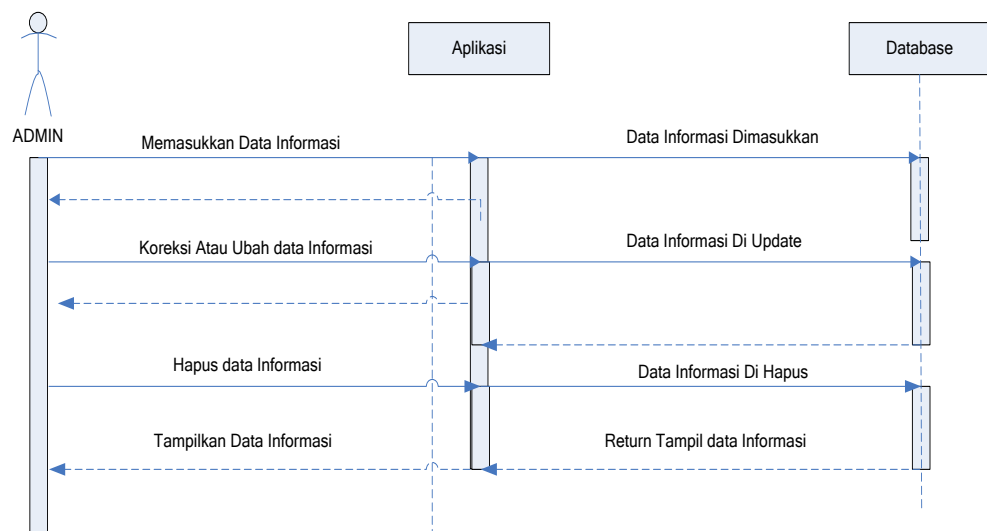 Aplikasi
Database
ADMIN
Memasukkan Data Informasi
Data Informasi Dimasukkan
Koreksi Atau Ubah data Informasi
Data Informasi Di Update
Hapus data Informasi
Data Informasi Di Hapus
Tampilkan Data Informasi
Return Tampil data Informasi